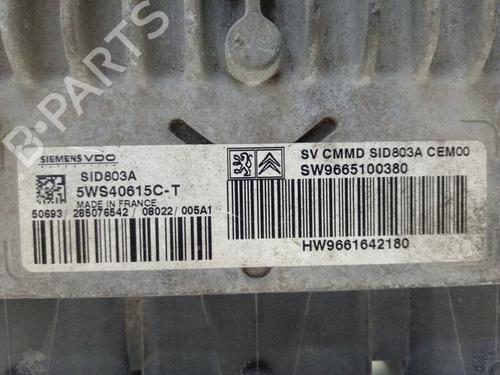 SIEMENS VDO
SID803A
5WS40615C-T
MADE IN FRANCE
50693/ 285076542 / 08022 / 005A1
SV CMMD SID803A CEM00
SW9665100380
HW9661642180
B-PARTS